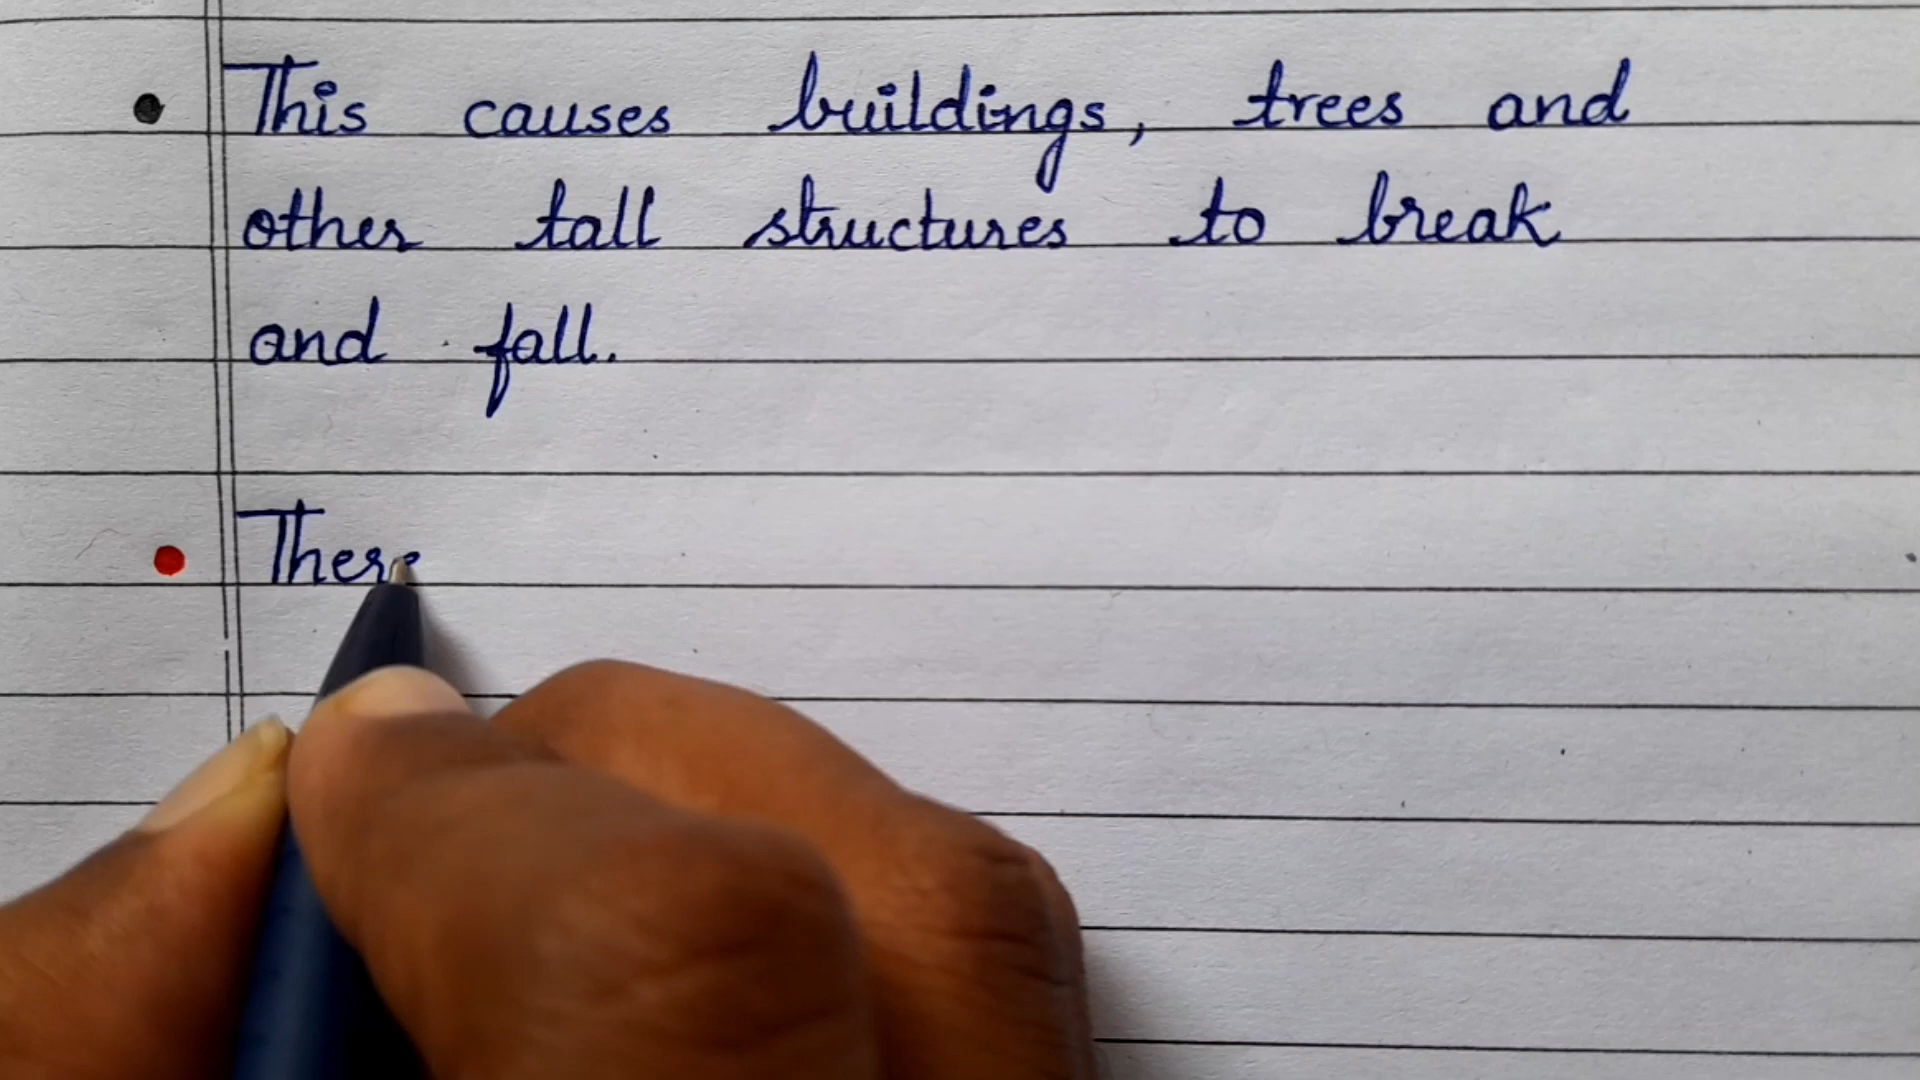 This causes buildings, trees and
other tall structures to break
and fall.
There